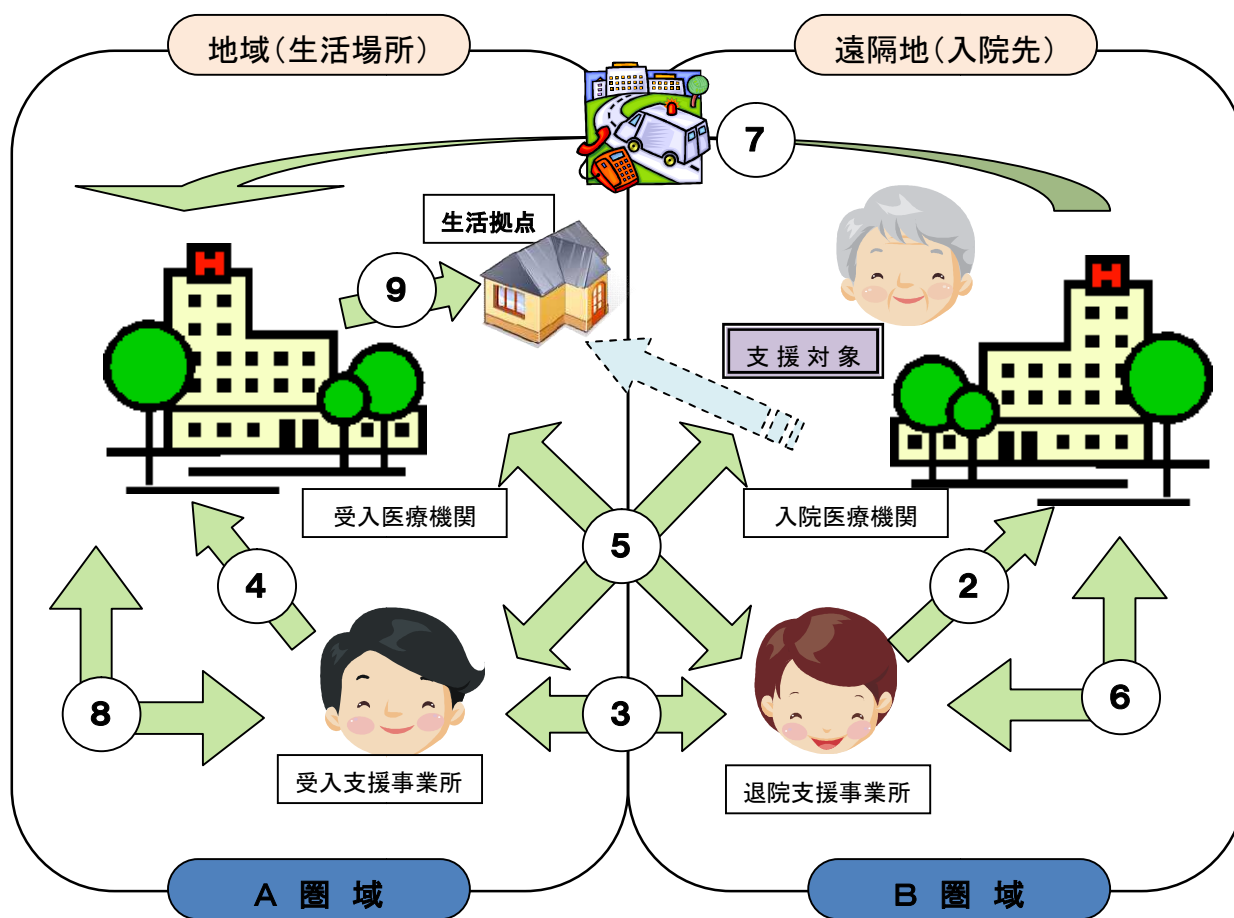 地域（生活場所）
遠隔地（入院先）
7
生活拠点
H
H
9
支援対象
受入医療機関
入院医療機関
5
4
2
8
3
6
受入支援事業所
退院支援事業所
A 圏 域
B 圏 域